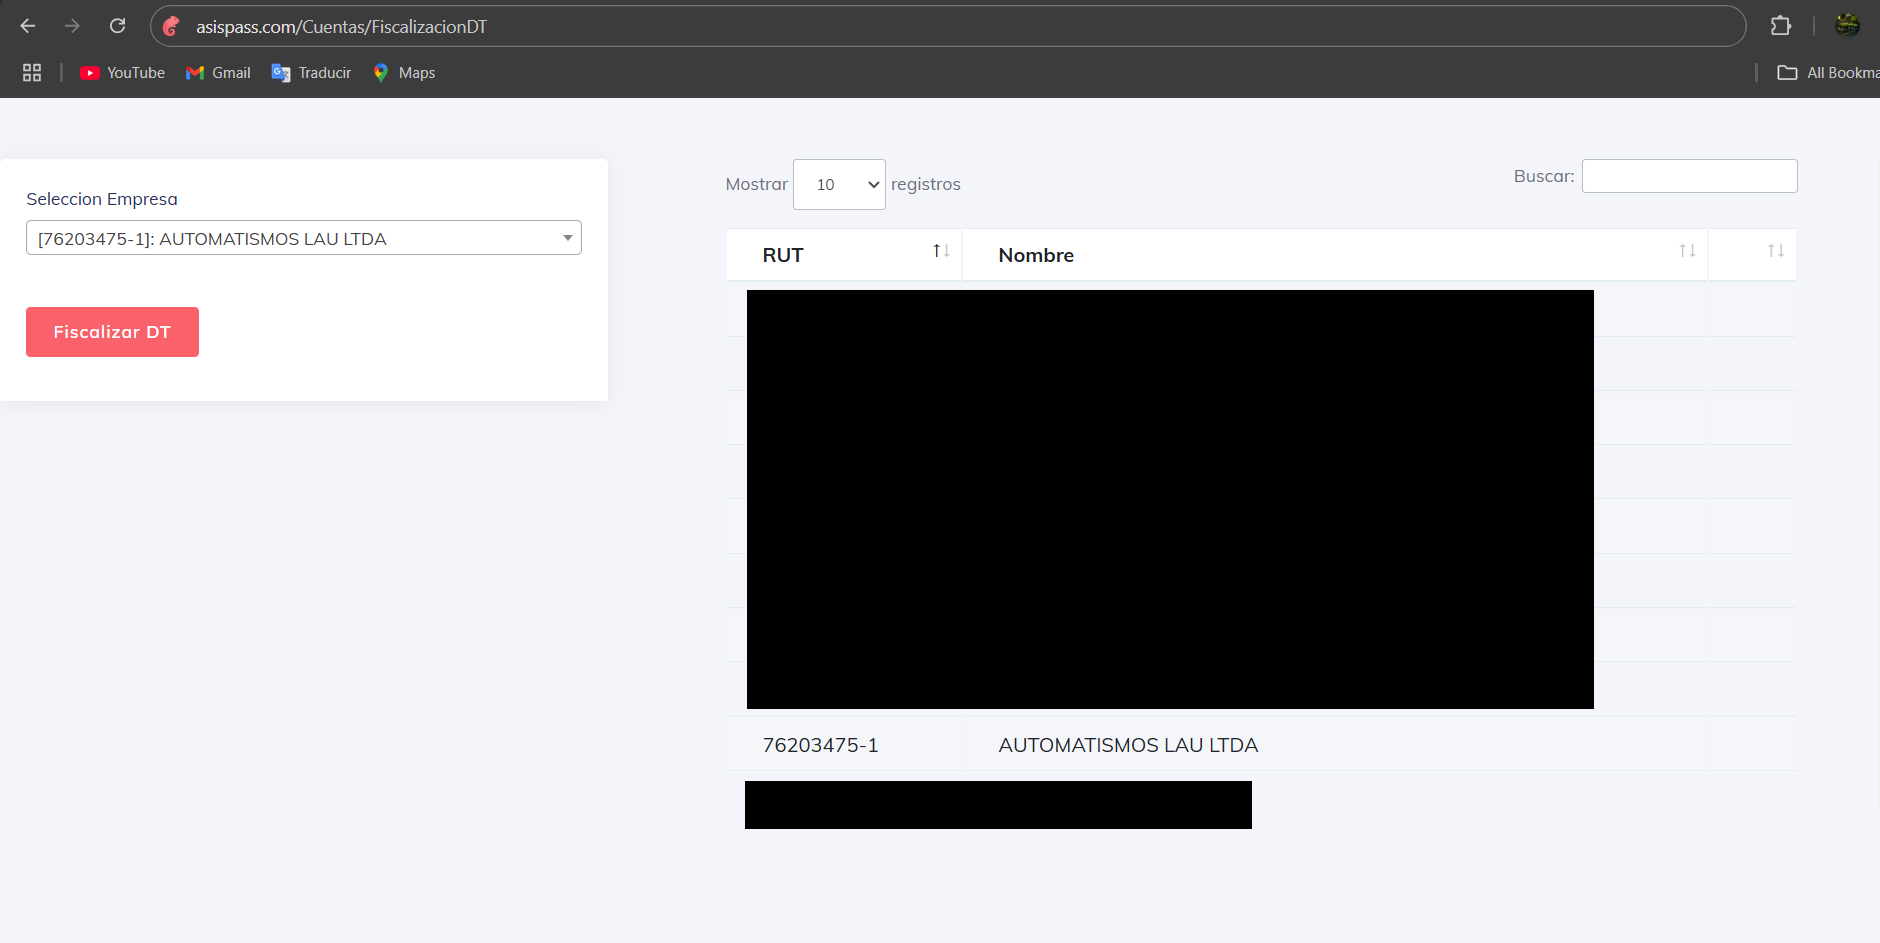 asispass.com/Cuentas/FiscalizacionDT
YouTube
Gmail
Traducir
Maps
All Bookma
Seleccion Empresa
[76203475-1]: AUTOMATISMOS LAU LTDA
Fiscalizar DT
Mostrar 10 registros
Buscar:
RUT
Nombre
76203475-1
AUTOMATISMOS LAU LTDA